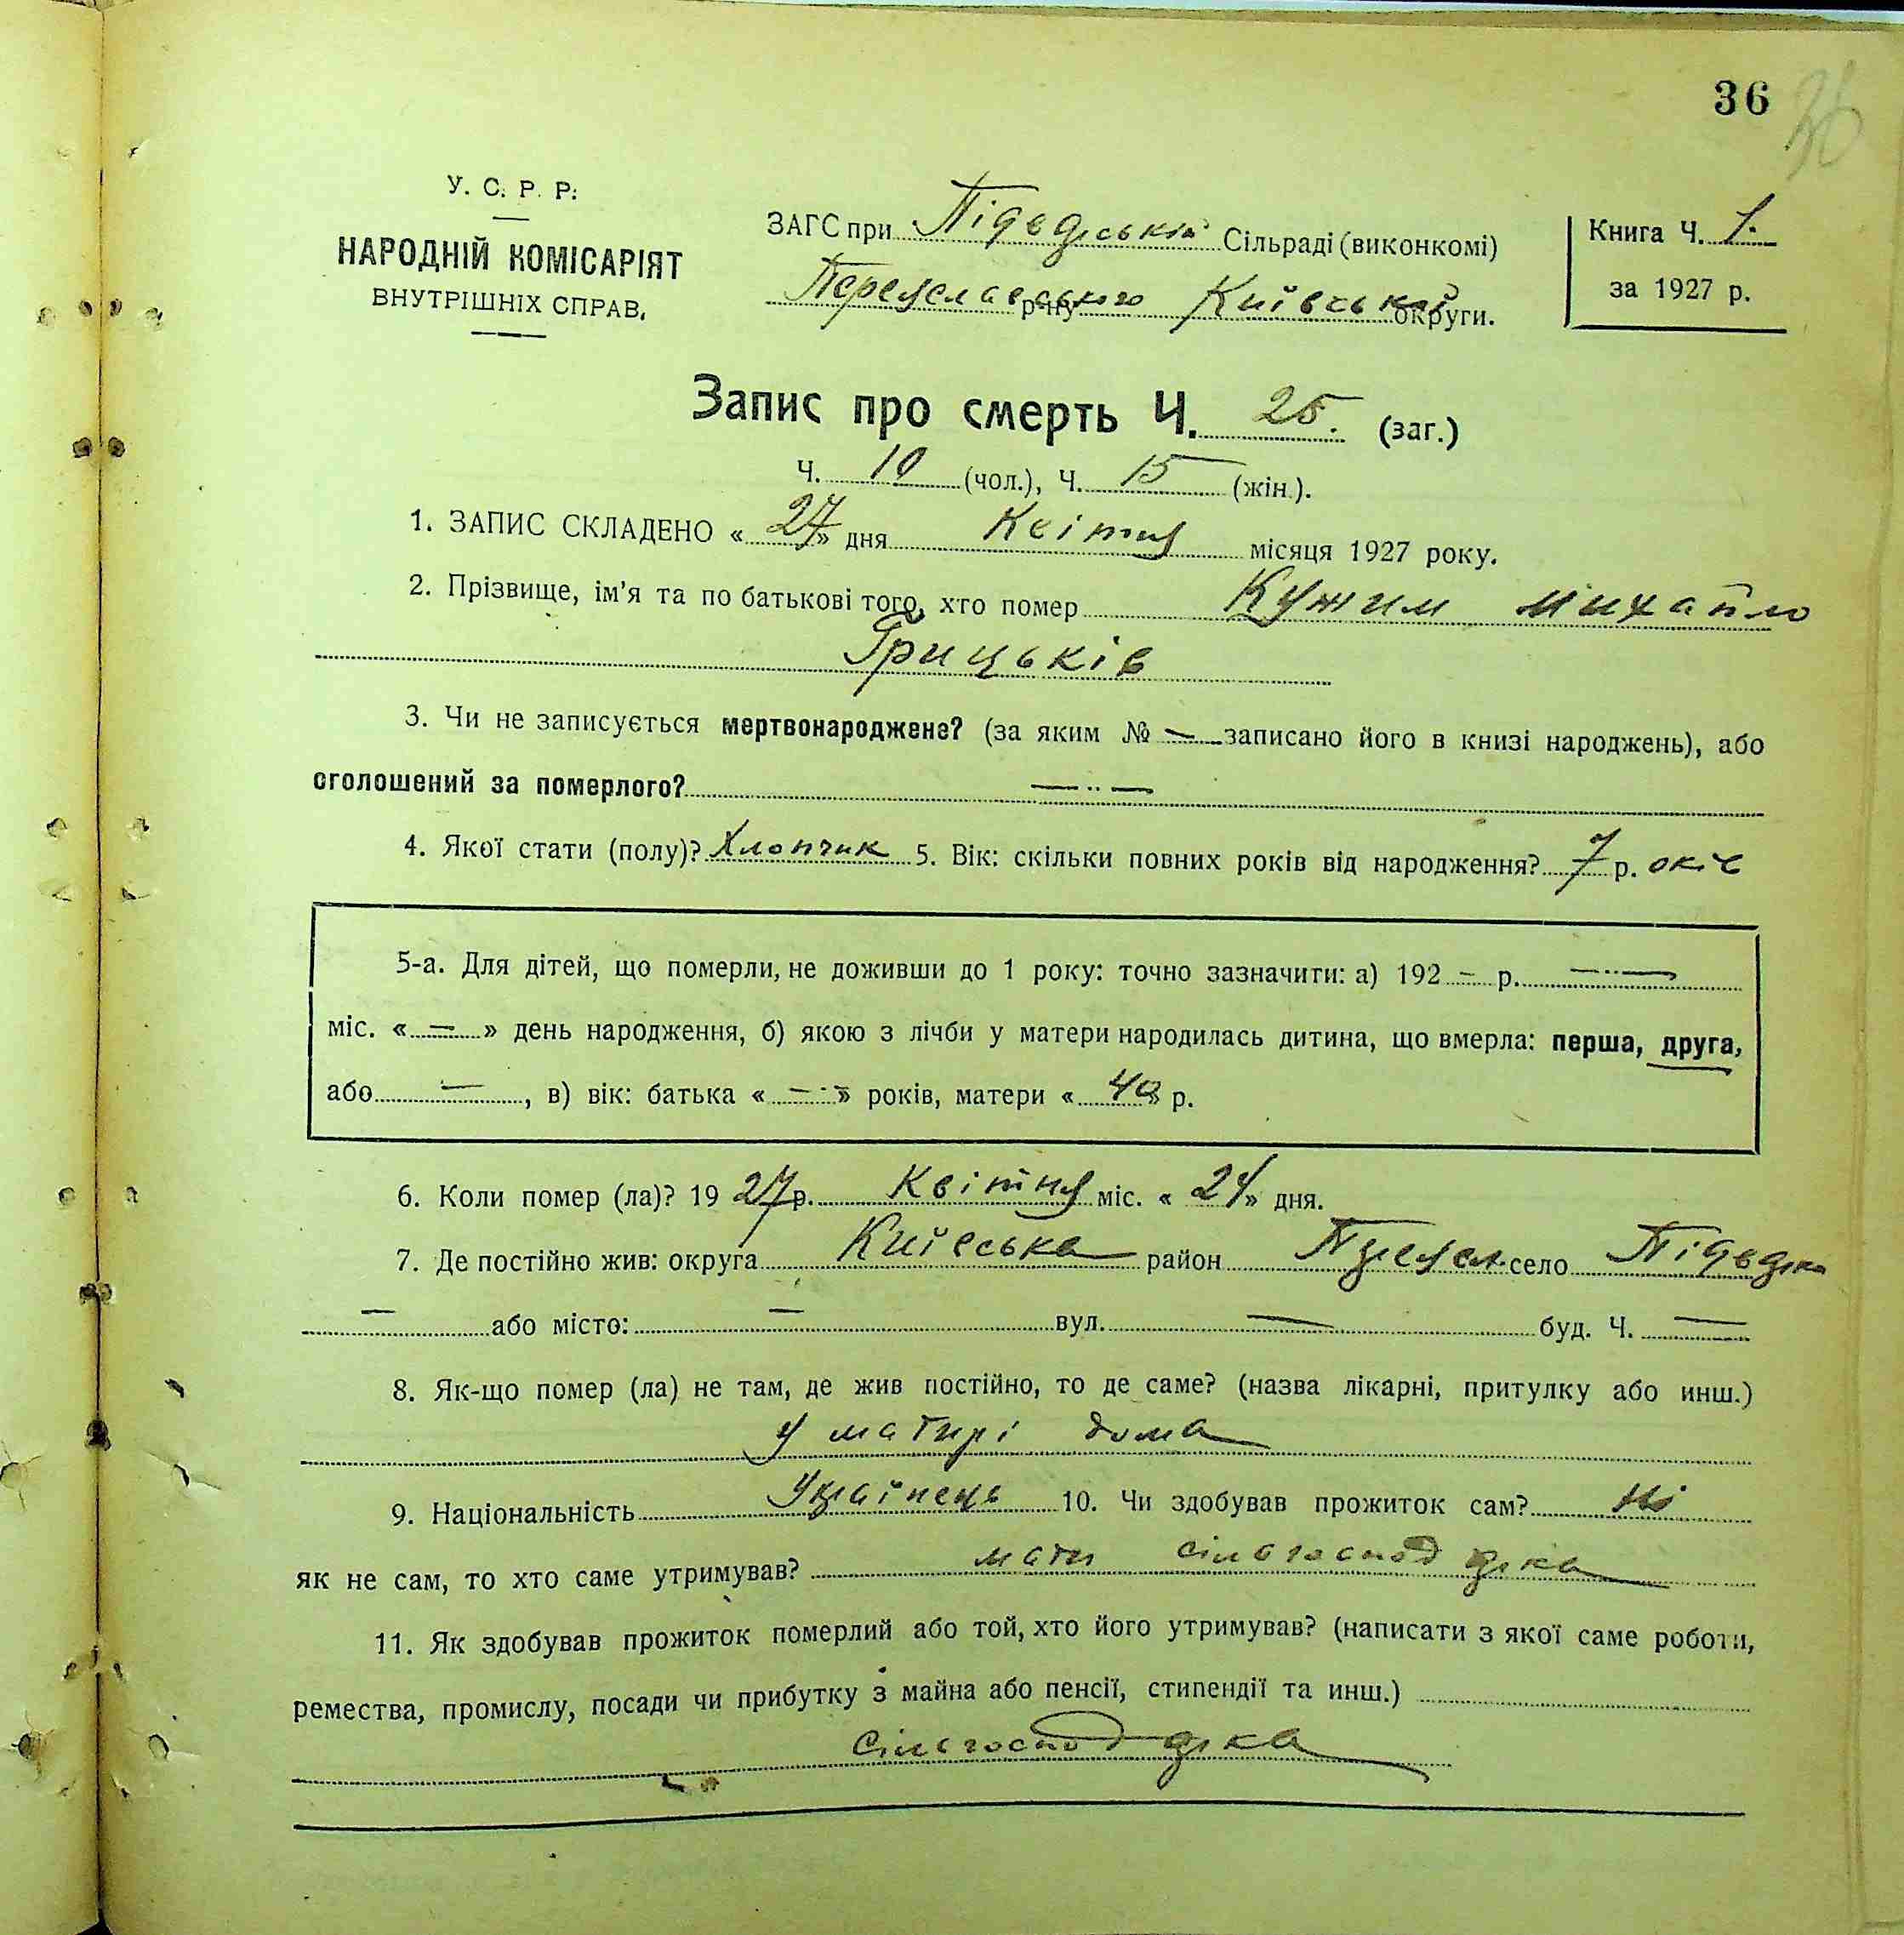 36
36
У. С. Р. Р.
НАРОДНІЙ КОМІСАРІЯТ
ВНУТРІШНІХ СПРАВ.
ЗАГС при Підвдській Сільраді (виконкомі)
Переяславського р-ну Київської округи.
Книга Ч. 1.
за 1927 р.
Запис про смерть Ч. 25. (заг.)
Ч. 10 (чол.), Ч. 15 (жін.).
1. ЗАПИС СКЛАДЕНО « 27 » дня Квітня місяця 1927 року.
2. Прізвище, ім'я та по батькові того, хто помер Кужим Михайло
Грицьків
3. Чи не записується мертвонароджене? (за яким № — записано його в книзі народжень), або
оголошений за померлого? —··—
4. Якої стати (полу)? Хлопчик 5. Вік: скільки повних років від народження? 7 р. оків
5-а. Для дітей, що померли, не доживши до 1 року: точно зазначити: а) 192 – р. —··—
міс. « — » день народження, б) якою з лічби у матери народилась дитина, що вмерла: перша, друга,
або — , в) вік: батька « — » років, матери « 40 » р.
6. Коли помер (ла)? 19 27 р. Квітня міс. « 24 » дня.
7. Де постійно жив: округа Київська район село
— або місто: — вул. — буд. Ч. —
8. Як-що помер (ла) не там, де жив постійно, то де саме? (назва лікарні, притулку або инш.)
у матирі дома
9. Національність Українець 10. Чи здобував прожиток сам? Ні
як не сам, то хто саме утримував? мати
11. Як здобував прожиток померлий або той, хто його утримував? (написати з якої саме роботи,
ремества, промислу, посади чи прибутку з майна або пенсії, стипендії та инш.)